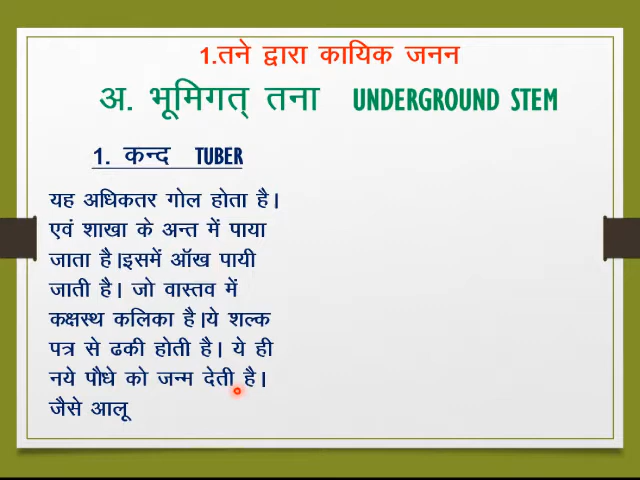 1.तने द्वारा कायिक जनन
अ. भूमिगत् तना UNDERGROUND STEM
1. कन्द TUBER
यह अधिकतर गोल होता है।
एवं शाखा के अन्त में पाया
जाता है।इसमें ऑख पायी
जाती है। जो वास्तव में
कक्षस्थ कलिका है।ये शल्क
पत्र से ढकी होती है। ये ही
नये पौधे को जन्म देती है।
जैसे आलू